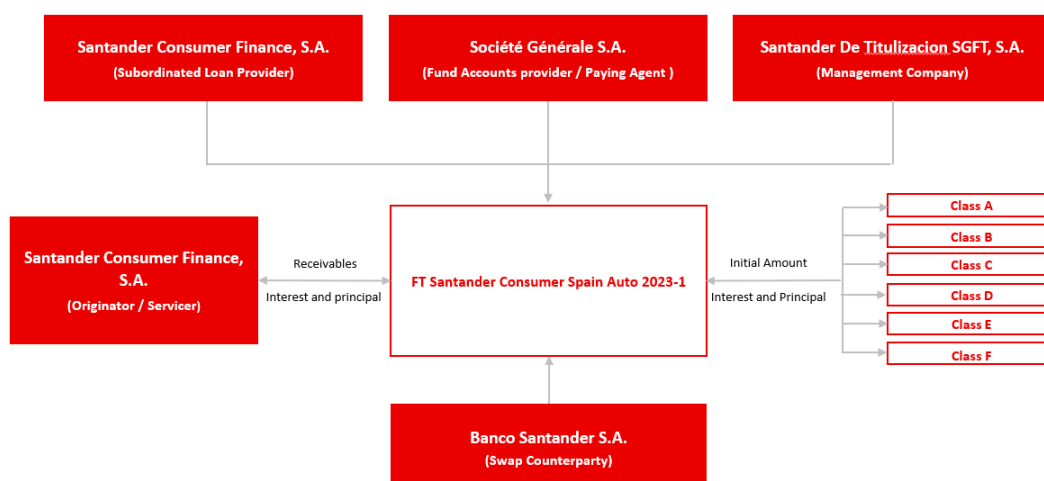 Santander Consumer Finance, S.A.
(Subordinated Loan Provider)
Société Générale S.A.
(Fund Accounts provider / Paying Agent )
Santander De Titulizacion SGFT, S.A.
(Management Company)
Santander Consumer Finance,
S.A.
(Originator / Servicer)
Receivables
Interest and principal
FT Santander Consumer Spain Auto 2023-1
Initial Amount
Interest and Principal
Class A
Class B
Class C
Class D
Class E
Class F
Banco Santander S.A.
(Swap Counterparty)